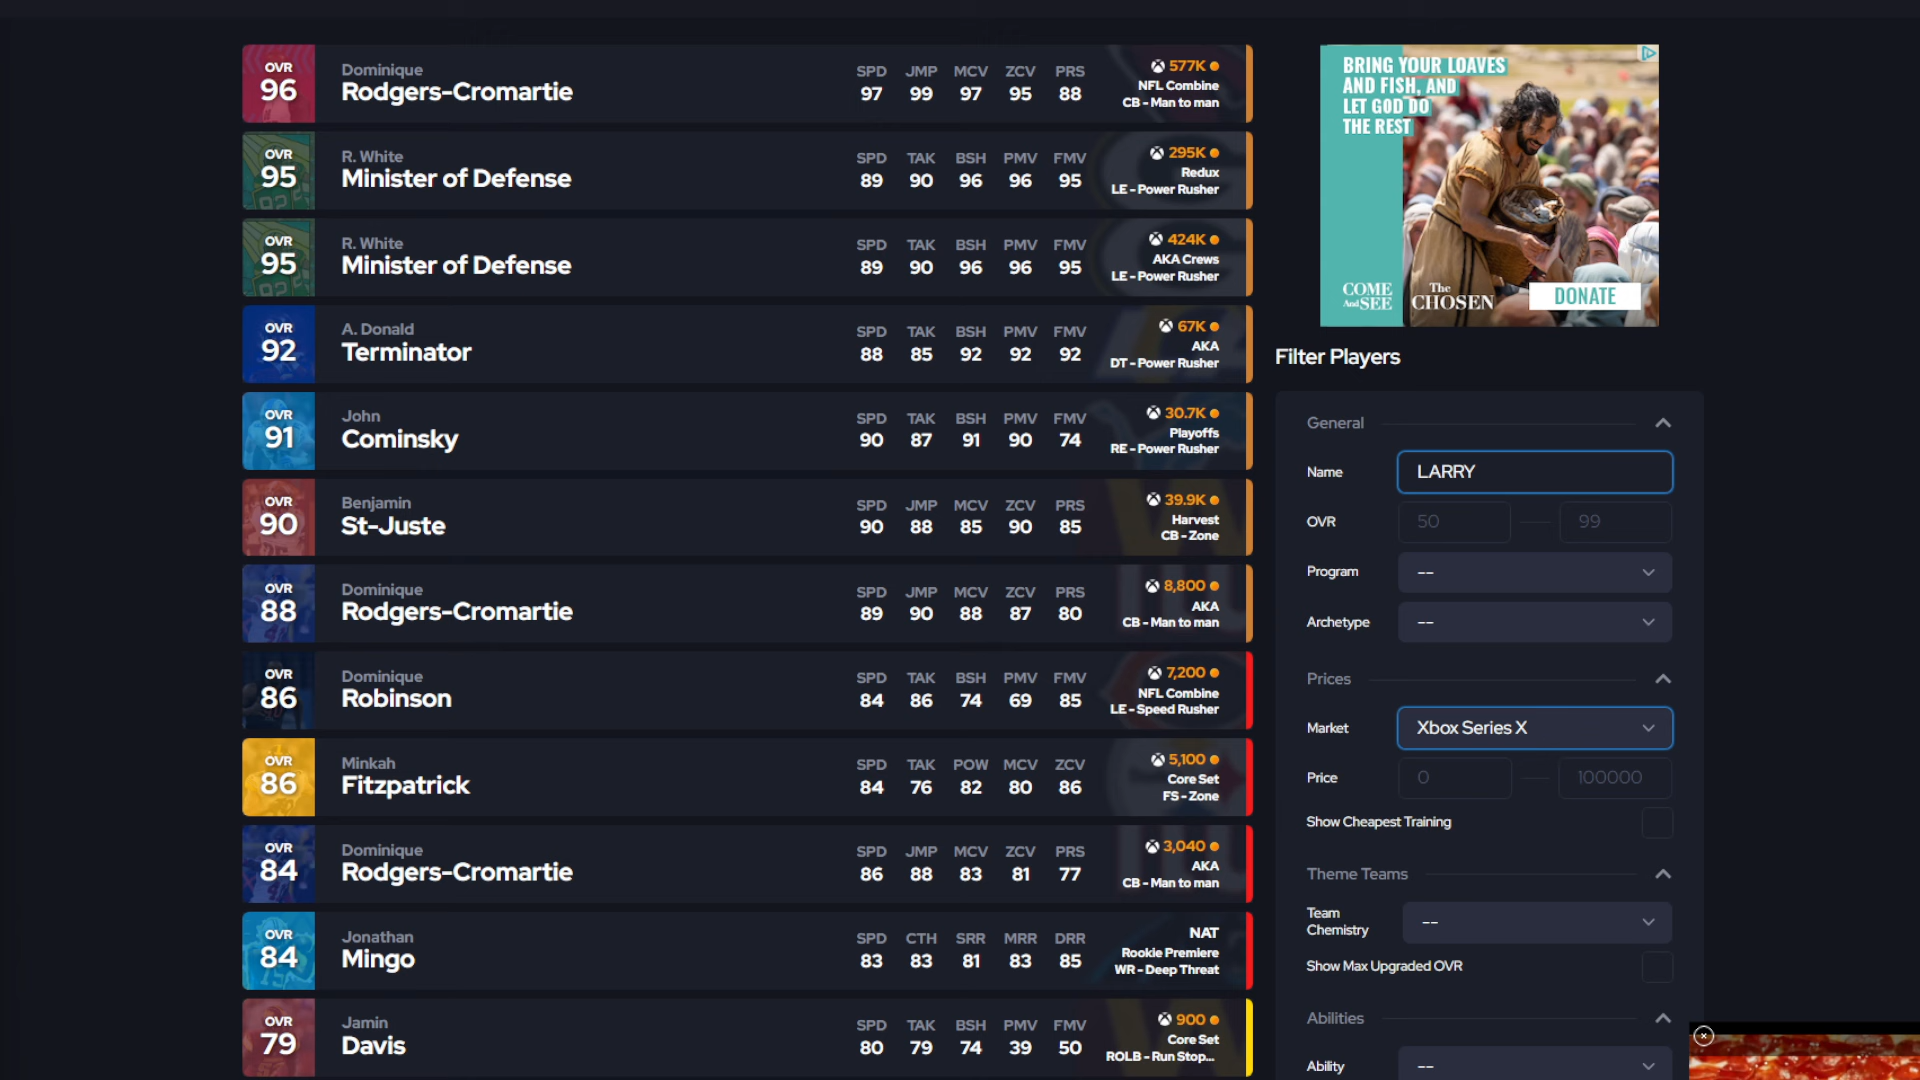 OVR
96
Dominique
Rodgers-Cromartie
SPD JMP MCV ZCV PRS
97 99 97 95 88
577K
NFL Combine
CB - Man to man
OVR
95
R. White
Minister of Defense
SPD TAK BSH PMV FMV
89 90 96 96 95
295K
Redux
LE - Power Rusher
OVR
95
R. White
Minister of Defense
SPD TAK BSH PMV FMV
89 90 96 96 95
424K
AKA Crews
LE - Power Rusher
OVR
92
A. Donald
Terminator
SPD TAK BSH PMV FMV
88 85 92 92 92
67K
AKA
DT - Power Rusher
OVR
91
John
Cominsky
SPD TAK BSH PMV FMV
90 87 91 90 74
30.7K
Playoffs
RE - Power Rusher
OVR
90
Benjamin
St-Juste
SPD JMP MCV ZCV PRS
90 88 85 90 85
39.9K
Harvest
CB - Zone
OVR
88
Dominique
Rodgers-Cromartie
SPD JMP MCV ZCV PRS
89 90 88 87 80
8,800
AKA
CB - Man to man
OVR
86
Dominique
Robinson
SPD TAK BSH PMV FMV
84 86 74 69 85
7,200
NFL Combine
LE - Speed Rusher
OVR
86
Minkah
Fitzpatrick
SPD TAK POW MCV ZCV
84 76 82 80 86
5,100
Core Set
FS - Zone
OVR
84
Dominique
Rodgers-Cromartie
SPD JMP MCV ZCV PRS
86 88 83 81 77
3,040
AKA
CB - Man to man
OVR
84
Jonathan
Mingo
SPD CTH SRR MRR DRR
83 83 81 83 85
NAT
Rookie Premiere
WR - Deep Threat
OVR
79
Jamin
Davis
SPD TAK BSH PMV FMV
80 79 74 39 50
900
Core Set
ROLB - Run Stop...
BRING YOUR LOAVES
AND FISH, AND
LET GOD DO
THE REST
COME
And SEE
The
CHOSEN
DONATE
Filter Players
General
Name LARRY
OVR 50 99
Program --
Archetype --
Prices
Market Xbox Series X
Price 0 100000
Show Cheapest Training
Theme Teams
Team
Chemistry
--
Show Max Upgraded OVR
Abilities
Ability --